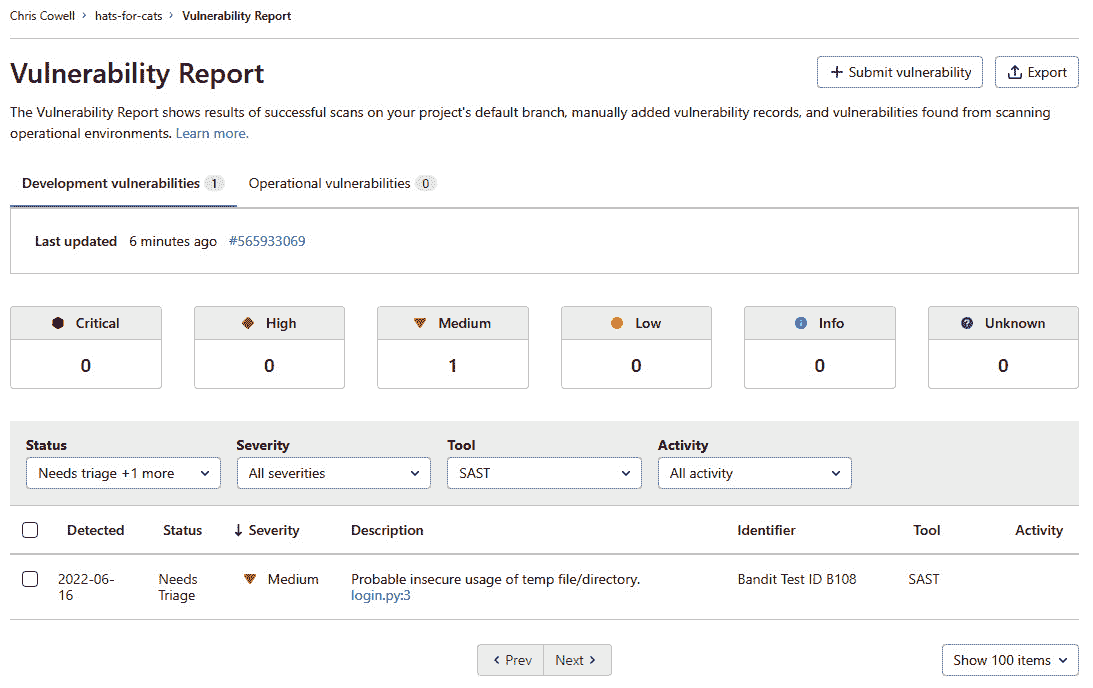 Chris Cowell › hats-for-cats › Vulnerability Report
Vulnerability Report
+ Submit vulnerability
Export
The Vulnerability Report shows results of successful scans on your project's default branch, manually added vulnerability records, and vulnerabilities found from scanning
operational environments. Learn more.
Development vulnerabilities 1 Operational vulnerabilities 0
Last updated 6 minutes ago #565933069
Critical High Medium Low Info Unknown
0 0 1 0 0 0
Status Severity Tool Activity
Needs triage +1 more All severities SAST All activity
Detected Status ↓ Severity Description Identifier Tool Activity
2022-06- Needs Medium Probable insecure usage of temp file/directory. Bandit Test ID B108 SAST
16 Triage login.py:3
‹ Prev Next › Show 100 items